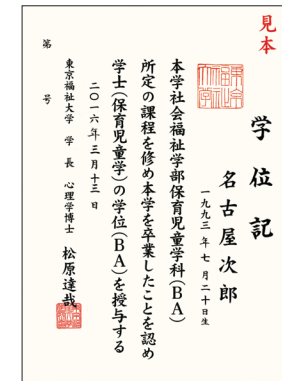 見本
学位記
名古屋次郎
一九九三年七月二十日生
本学社会福祉学部保育児童学科(BA)
所定の課程を修め本学を卒業したことを認め
学士(保育児童学)の学位(BA)を授与する
二〇一六年三月十三日
東京福祉大学 学長 心理学博士 松原達哉
第 号